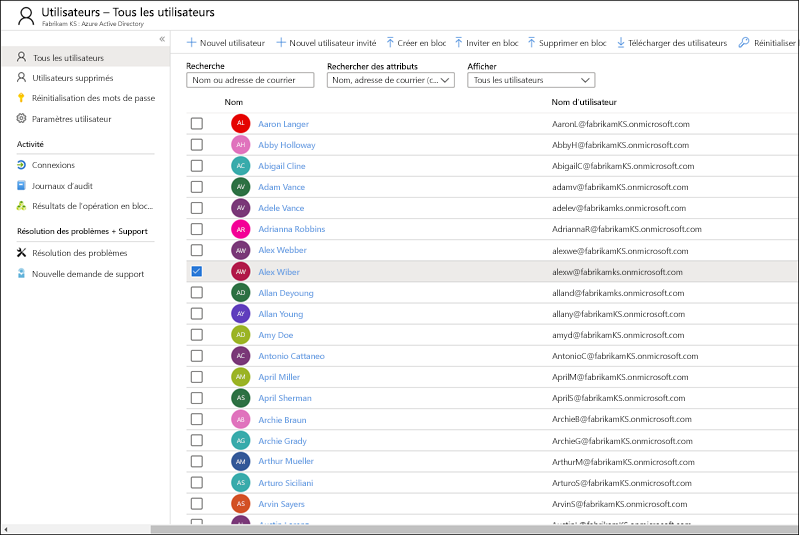 Utilisateurs – Tous les utilisateurs
Fabrikam KS : Azure Active Directory
«
Tous les utilisateurs
Utilisateurs supprimés
Réinitialisation des mots de passe
Paramètres utilisateur
Activité
Connexions
Journaux d'audit
Résultats de l'opération en bloc...
Résolution des problèmes + Support
Résolution des problèmes
Nouvelle demande de support
+ Nouvel utilisateur + Nouvel utilisateur invité Créer en bloc Inviter en bloc Supprimer en bloc Télécharger des utilisateurs Réinitialiser l
Recherche Rechercher des attributs Afficher
Nom ou adresse de courrier Nom, adresse de courrier (c... Tous les utilisateurs
Nom Nom d'utilisateur
AL Aaron Langer AaronL@fabrikamKS.onmicrosoft.com
AH Abby Holloway AbbyH@fabrikamKS.onmicrosoft.com
AC Abigail Cline AbigailC@fabrikamKS.onmicrosoft.com
AV Adam Vance adamv@fabrikamKS.onmicrosoft.com
AV Adele Vance adelev@fabrikamks.onmicrosoft.com
AR Adrianna Robbins AdriannaR@fabrikamKS.onmicrosoft.com
AW Alex Webber alexwe@fabrikamKS.onmicrosoft.com
AW Alex Wiber alexw@fabrikamks.onmicrosoft.com
AD Allan Deyoung alland@fabrikamks.onmicrosoft.com
AY Allan Young allany@fabrikamKS.onmicrosoft.com
AD Amy Doe amyd@fabrikamKS.onmicrosoft.com
AC Antonio Cattaneo AntonioC@fabrikamKS.onmicrosoft.com
AM April Miller AprilM@fabrikamKS.onmicrosoft.com
AS April Sherman AprilS@fabrikamKS.onmicrosoft.com
AB Archie Braun ArchieB@fabrikamKS.onmicrosoft.com
AG Archie Grady ArchieG@fabrikamKS.onmicrosoft.com
AM Arthur Mueller ArthurM@fabrikamKS.onmicrosoft.com
AS Arturo Siciliani ArturoS@fabrikamKS.onmicrosoft.com
AS Arvin Sayers ArvinS@fabrikamKS.onmicrosoft.com